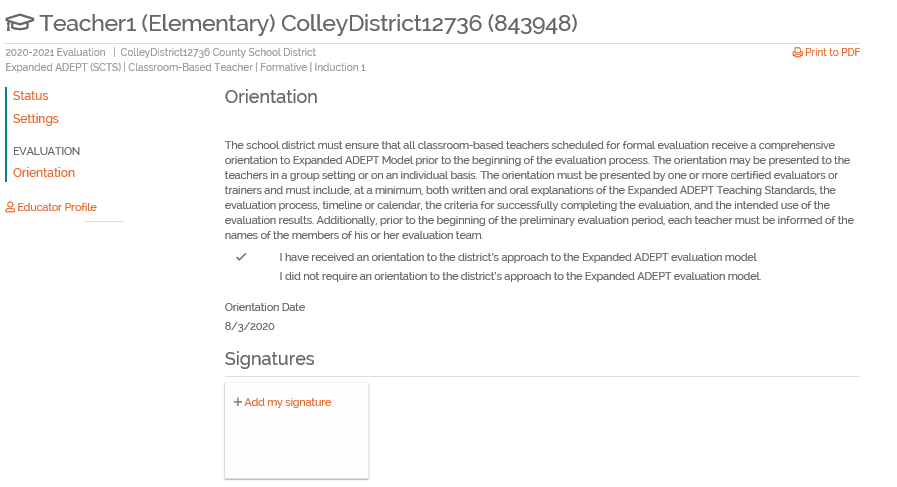 Teacher1 (Elementary) ColleyDistrict12736 (843948)
2020-2021 Evaluation | ColleyDistrict12736 County School District
Print to PDF
Expanded ADEPT (SCTS) | Classroom-Based Teacher | Formative | Induction 1
Status
Settings
EVALUATION
Orientation
Educator Profile
Orientation
The school district must ensure that all classroom-based teachers scheduled for formal evaluation receive a comprehensive
orientation to Expanded ADEPT Model prior to the beginning of the evaluation process. The orientation may be presented to the
teachers in a group setting or on an individual basis. The orientation must be presented by one or more certified evaluators or
trainers and must include, at a minimum, both written and oral explanations of the Expanded ADEPT Teaching Standards, the
evaluation process, timeline or calendar, the criteria for successfully completing the evaluation, and the intended use of the
evaluation results. Additionally, prior to the beginning of the preliminary evaluation period, each teacher must be informed of the
names of the members of his or her evaluation team.
I have received an orientation to the district's approach to the Expanded ADEPT evaluation model
I did not require an orientation to the district's approach to the Expanded ADEPT evaluation model.
Orientation Date
8/3/2020
Signatures
+ Add my signature